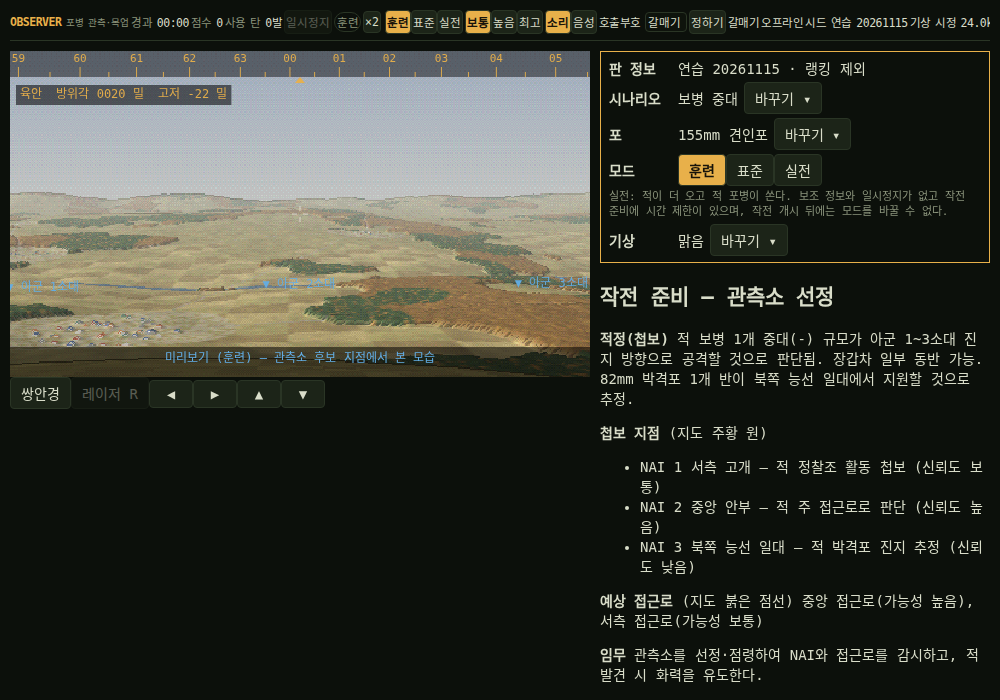 OBSERVER 포병 관측·독업 경과 00:00 점수 0 사용 탄 0발 일시정지 훈련 ×2 훈련 표준 실전 보통 높음 최고 소리 음성 호출부호 갈매기 정하기 갈매기 오프라인 시드 연습 20261115 기상 시정 24.0k
59 60 61 62 63 00 01 02 03 04 05
육안 방위각 0020 밀 고저 -22 밀
▼ 아군 3소대
미리보기 (훈련) — 관측소 후보 지점에서 본 모습
쌍안경 레이저 R ◀ ▶ ▲ ▼
판 정보 연습 20261115 · 랭킹 제외
시나리오 보병 중대 바꾸기 ▾
포 155mm 견인포 바꾸기 ▾
모드 훈련 표준 실전
실전: 적이 더 오고 적 포병이 쏜다. 보조 정보와 일시정지가 없고 작전
준비에 시간 제한이 있으며, 작전 개시 뒤에는 모드를 바꿀 수 없다.
기상 맑음 바꾸기 ▾
작전 준비 — 관측소 선정
적정(첩보) 적 보병 1개 중대(-) 규모가 아군 1~3소대 진
지 방향으로 공격할 것으로 판단됨. 장갑차 일부 동반 가능.
82mm 박격포 1개 반이 북쪽 능선 일대에서 지원할 것으로
추정.
첩보 지점 (지도 주황 원)
• NAI 1 서측 고개 — 적 정찰조 활동 첩보 (신뢰도 보
통)
• NAI 2 중앙 안부 — 적 주 접근로로 판단 (신뢰도 높
음)
• NAI 3 북쪽 능선 일대 — 적 박격포 진지 추정 (신뢰
도 낮음)
예상 접근로 (지도 붉은 점선) 중앙 접근로(가능성 높음),
서측 접근로(가능성 보통)
임무 관측소를 선정·점령하여 NAI와 접근로를 감시하고, 적
발견 시 화력을 유도한다.